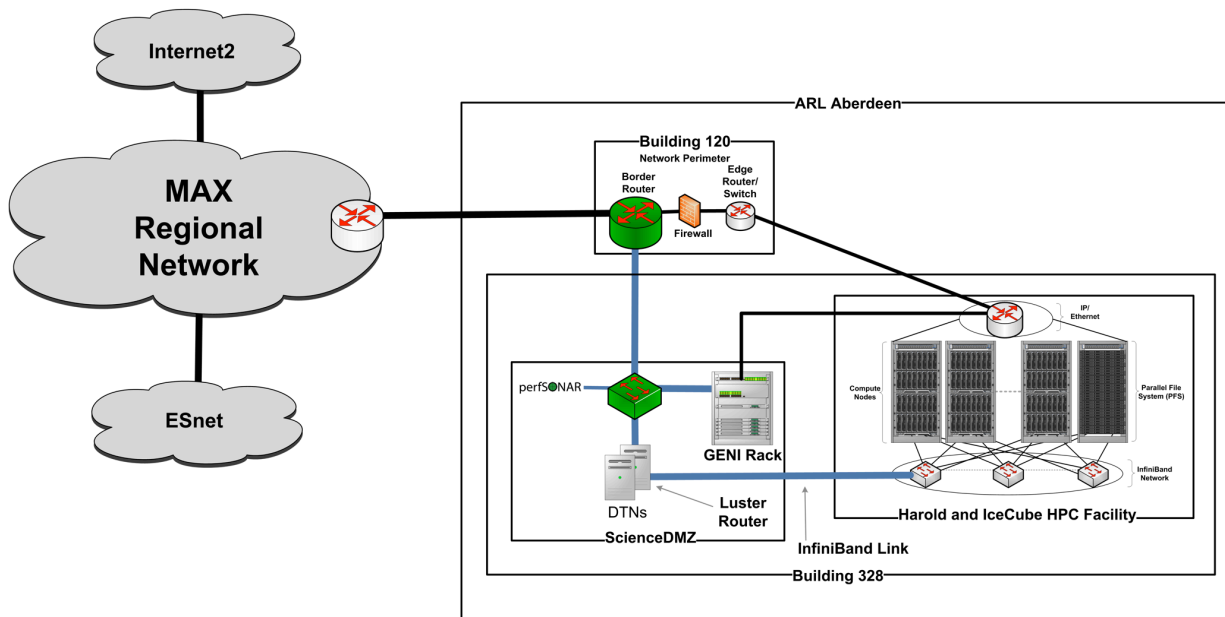 Internet2
MAX
Regional
Network
ESnet
ARL Aberdeen
Building 120
Network Perimeter
Border
Router
Firewall
Edge
Router/
Switch
IP/
Ethernet
Compute
Nodes
Parallel File
System (PFS)
InfiniBand
Network
Harold and IceCube HPC Facility
perfSONAR
GENI Rack
DTNs
Luster
Router
ScienceDMZ
InfiniBand Link
Building 328